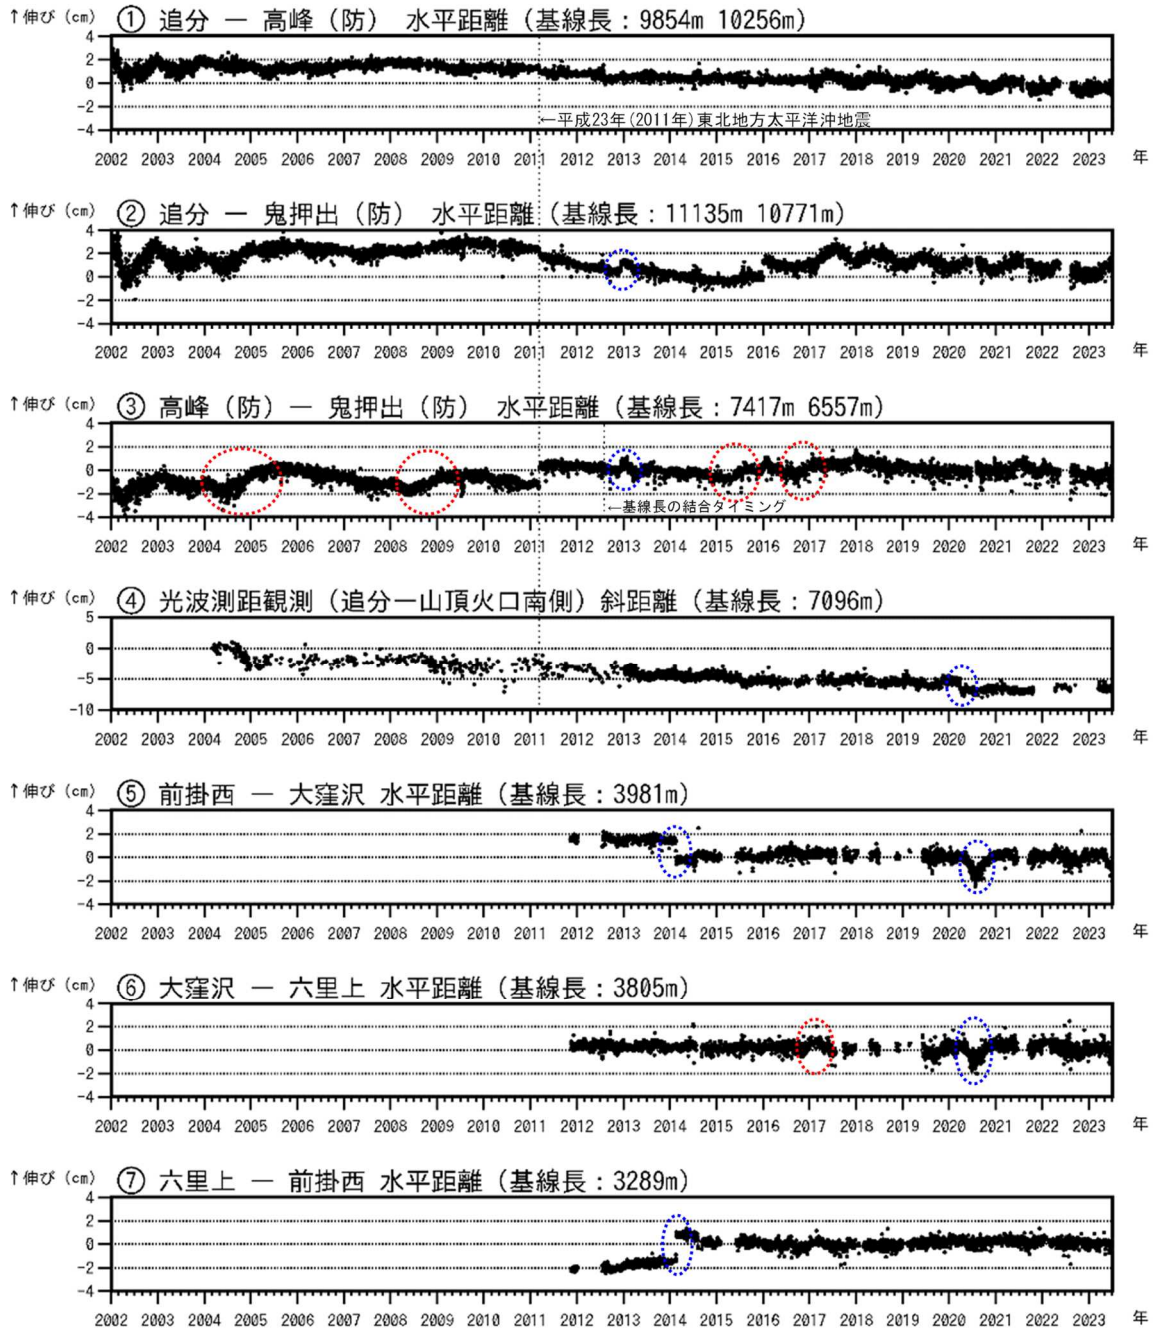 ↑伸び (cm) ① 追分 ― 高峰（防） 水平距離（基線長：9854m 10256m）
4
2
0
-2
-4
←平成23年(2011年)東北地方太平洋沖地震
2002 2003 2004 2005 2006 2007 2008 2009 2010 2011 2012 2013 2014 2015 2016 2017 2018 2019 2020 2021 2022 2023 年
↑伸び (cm) ② 追分 ― 鬼押出（防） 水平距離（基線長：11135m 10771m）
4
2
0
-2
-4
2002 2003 2004 2005 2006 2007 2008 2009 2010 2011 2012 2013 2014 2015 2016 2017 2018 2019 2020 2021 2022 2023 年
↑伸び (cm) ③ 高峰（防）― 鬼押出（防） 水平距離（基線長：7417m 6557m）
4
2
0
-2
-4
←基線長の結合タイミング
2002 2003 2004 2005 2006 2007 2008 2009 2010 2011 2012 2013 2014 2015 2016 2017 2018 2019 2020 2021 2022 2023 年
↑伸び (cm) ④ 光波測距観測（追分―山頂火口南側）斜距離（基線長：7096m）
5
0
-5
-10
2002 2003 2004 2005 2006 2007 2008 2009 2010 2011 2012 2013 2014 2015 2016 2017 2018 2019 2020 2021 2022 2023 年
↑伸び (cm) ⑤ 前掛西 ― 大窪沢 水平距離（基線長：3981m）
4
2
0
-2
-4
2002 2003 2004 2005 2006 2007 2008 2009 2010 2011 2012 2013 2014 2015 2016 2017 2018 2019 2020 2021 2022 2023 年
↑伸び (cm) ⑥ 大窪沢 ― 六里上 水平距離（基線長：3805m）
4
2
0
-2
-4
2002 2003 2004 2005 2006 2007 2008 2009 2010 2011 2012 2013 2014 2015 2016 2017 2018 2019 2020 2021 2022 2023 年
↑伸び (cm) ⑦ 六里上 ― 前掛西 水平距離（基線長：3289m）
4
2
0
-2
-4
2002 2003 2004 2005 2006 2007 2008 2009 2010 2011 2012 2013 2014 2015 2016 2017 2018 2019 2020 2021 2022 2023 年